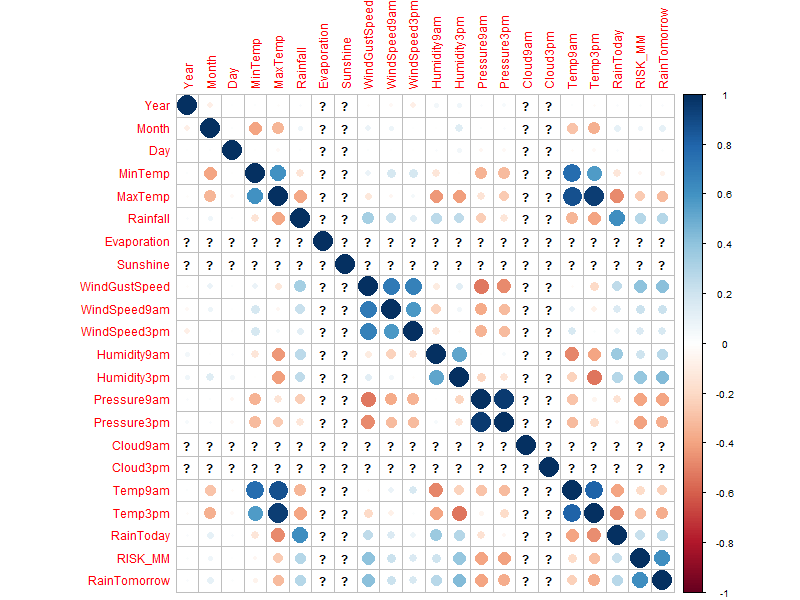 Year Month Day MinTemp MaxTemp Rainfall Evaporation Sunshine WindGustSpeed WindSpeed9am WindSpeed3pm Humidity9am Humidity3pm Pressure9am Pressure3pm Cloud9am Cloud3pm Temp9am Temp3pm RainToday RISK_MM RainTomorrow
Year ? ? ? ?
Month ? ? ? ?
Day ? ? ? ?
MinTemp ? ? ? ?
MaxTemp ? ? ? ?
Rainfall ? ? ? ?
Evaporation ? ? ? ? ? ? ? ? ? ? ? ? ? ? ? ? ? ? ? ? ?
Sunshine ? ? ? ? ? ? ? ? ? ? ? ? ? ? ? ? ? ? ? ? ?
WindGustSpeed ? ? ? ?
WindSpeed9am ? ? ? ?
WindSpeed3pm ? ? ? ?
Humidity9am ? ? ? ?
Humidity3pm ? ? ? ?
Pressure9am ? ? ? ?
Pressure3pm ? ? ? ?
Cloud9am ? ? ? ? ? ? ? ? ? ? ? ? ? ? ? ? ? ? ? ? ?
Cloud3pm ? ? ? ? ? ? ? ? ? ? ? ? ? ? ? ? ? ? ? ? ?
Temp9am ? ? ? ?
Temp3pm ? ? ? ?
RainToday ? ? ? ?
RISK_MM ? ? ? ?
RainTomorrow ? ? ? ?
1
0.8
0.6
0.4
0.2
0
-0.2
-0.4
-0.6
-0.8
-1